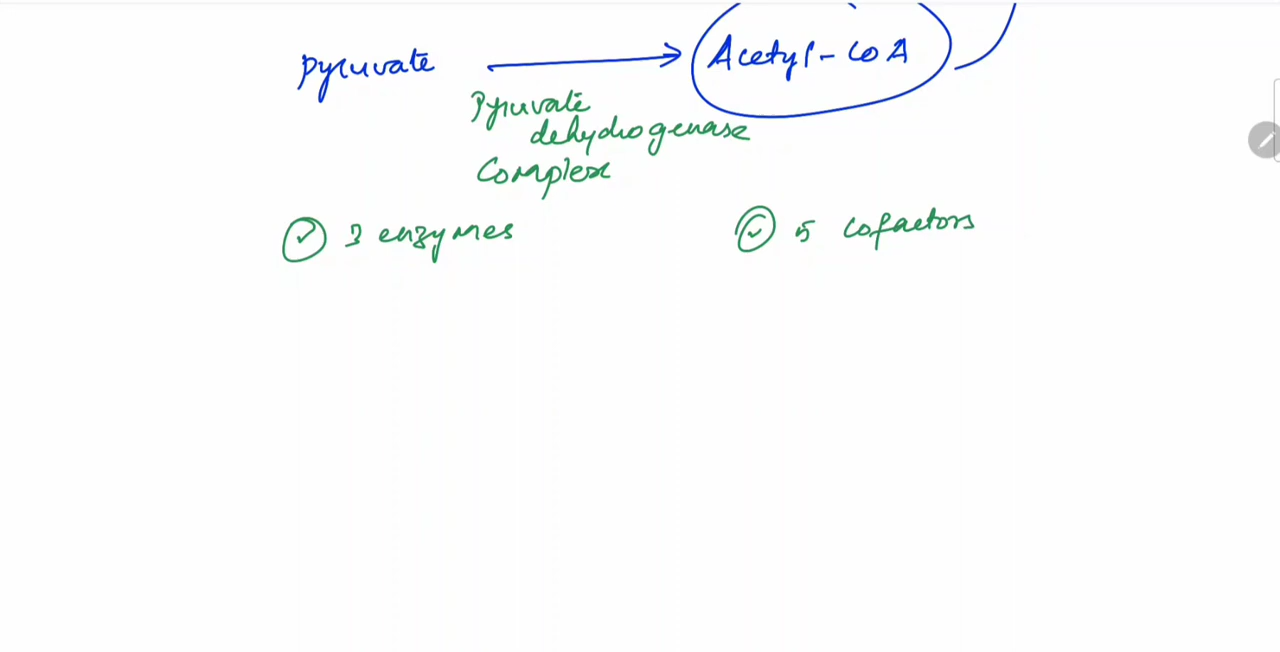 Pyruvate → Acetyl-CoA
Pyruvate
dehydrogenase
Complex
3 enzymes
5 cofactors